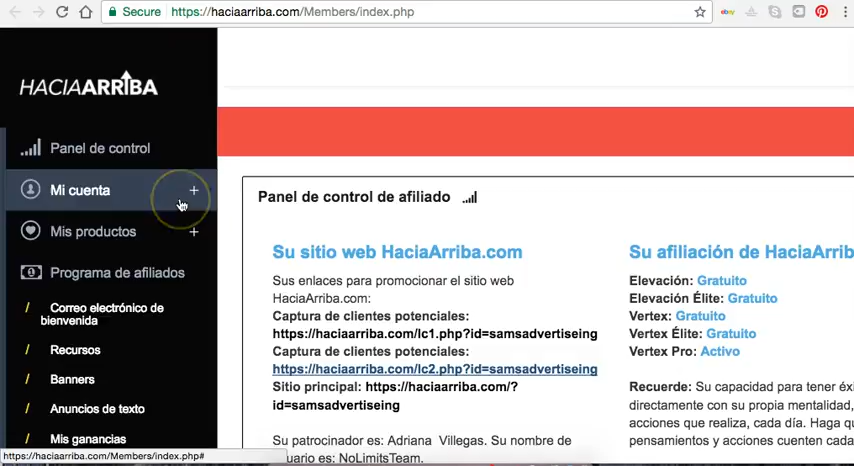 Secure https://haciaarriba.com/Members/index.php
ebay
HACIAARRIBA
Panel de control
Mi cuenta +
Mis productos +
Programa de afiliados
/ Correo electrónico de
bienvenida
/ Recursos
/ Banners
/ Anuncios de texto
/ Mis ganancias
https://haciaarriba.com/Members/index.php#
Panel de control de afiliado
Su sitio web HaciaArriba.com
Sus enlaces para promocionar el sitio web
HaciaArriba.com:
Captura de clientes potenciales:
https://haciaarriba.com/lc1.php?id=samsadvertiseing
Captura de clientes potenciales:
https://haciaarriba.com/lc2.php?id=samsadvertiseing
Sitio principal: https://haciaarriba.com/?
id=samsadvertiseing
Su patrocinador es: Adriana Villegas. Su nombre de
usuario es: NoLimitsTeam.
Su afiliación de HaciaArrib
Elevación: Gratuito
Elevación Élite: Gratuito
Vertex: Gratuito
Vertex Élite: Gratuito
Vertex Pro: Activo
Recuerde: Su capacidad para tener éxi
directamente con su propia mentalidad,
acciones que realiza, cada día. Haga qu
pensamientos y acciones cuenten cada